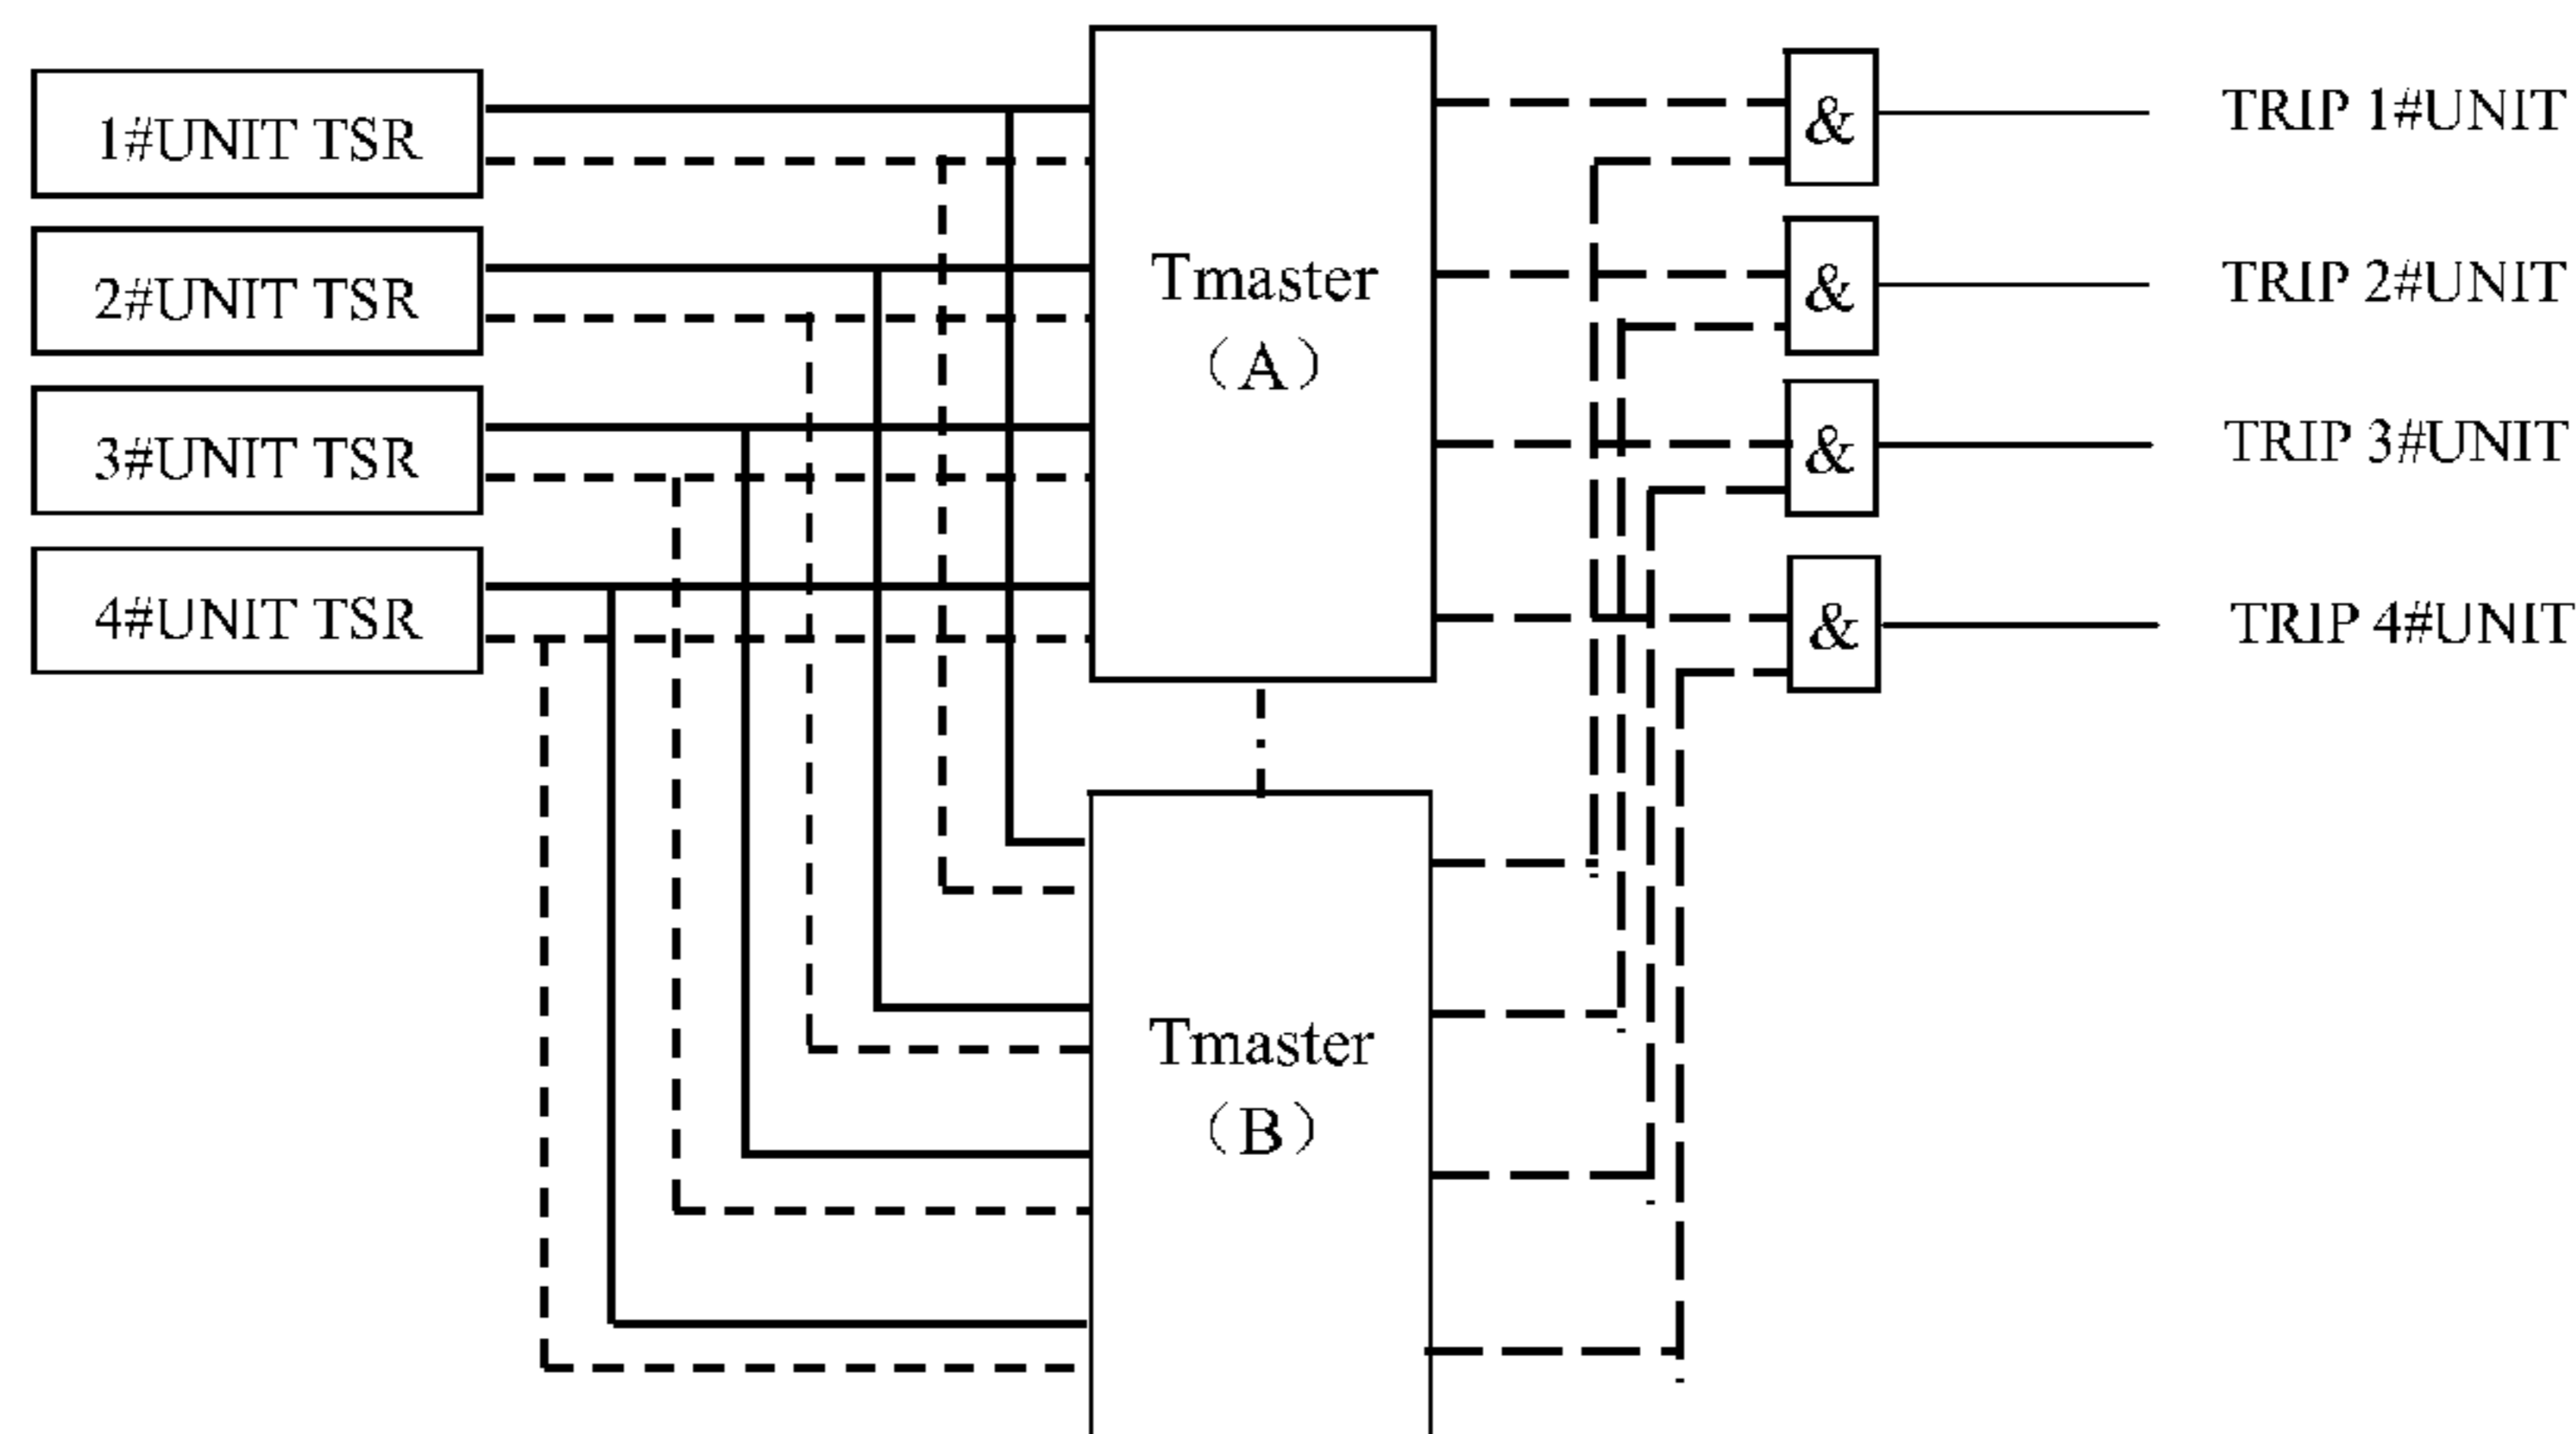 1#UNIT TSR
2#UNIT TSR
3#UNIT TSR
4#UNIT TSR
Tmaster
（A）
Tmaster
（B）
&
&
&
&
TRIP 1#UNIT
TRIP 2#UNIT
TRIP 3#UNIT
TRIP 4#UNIT